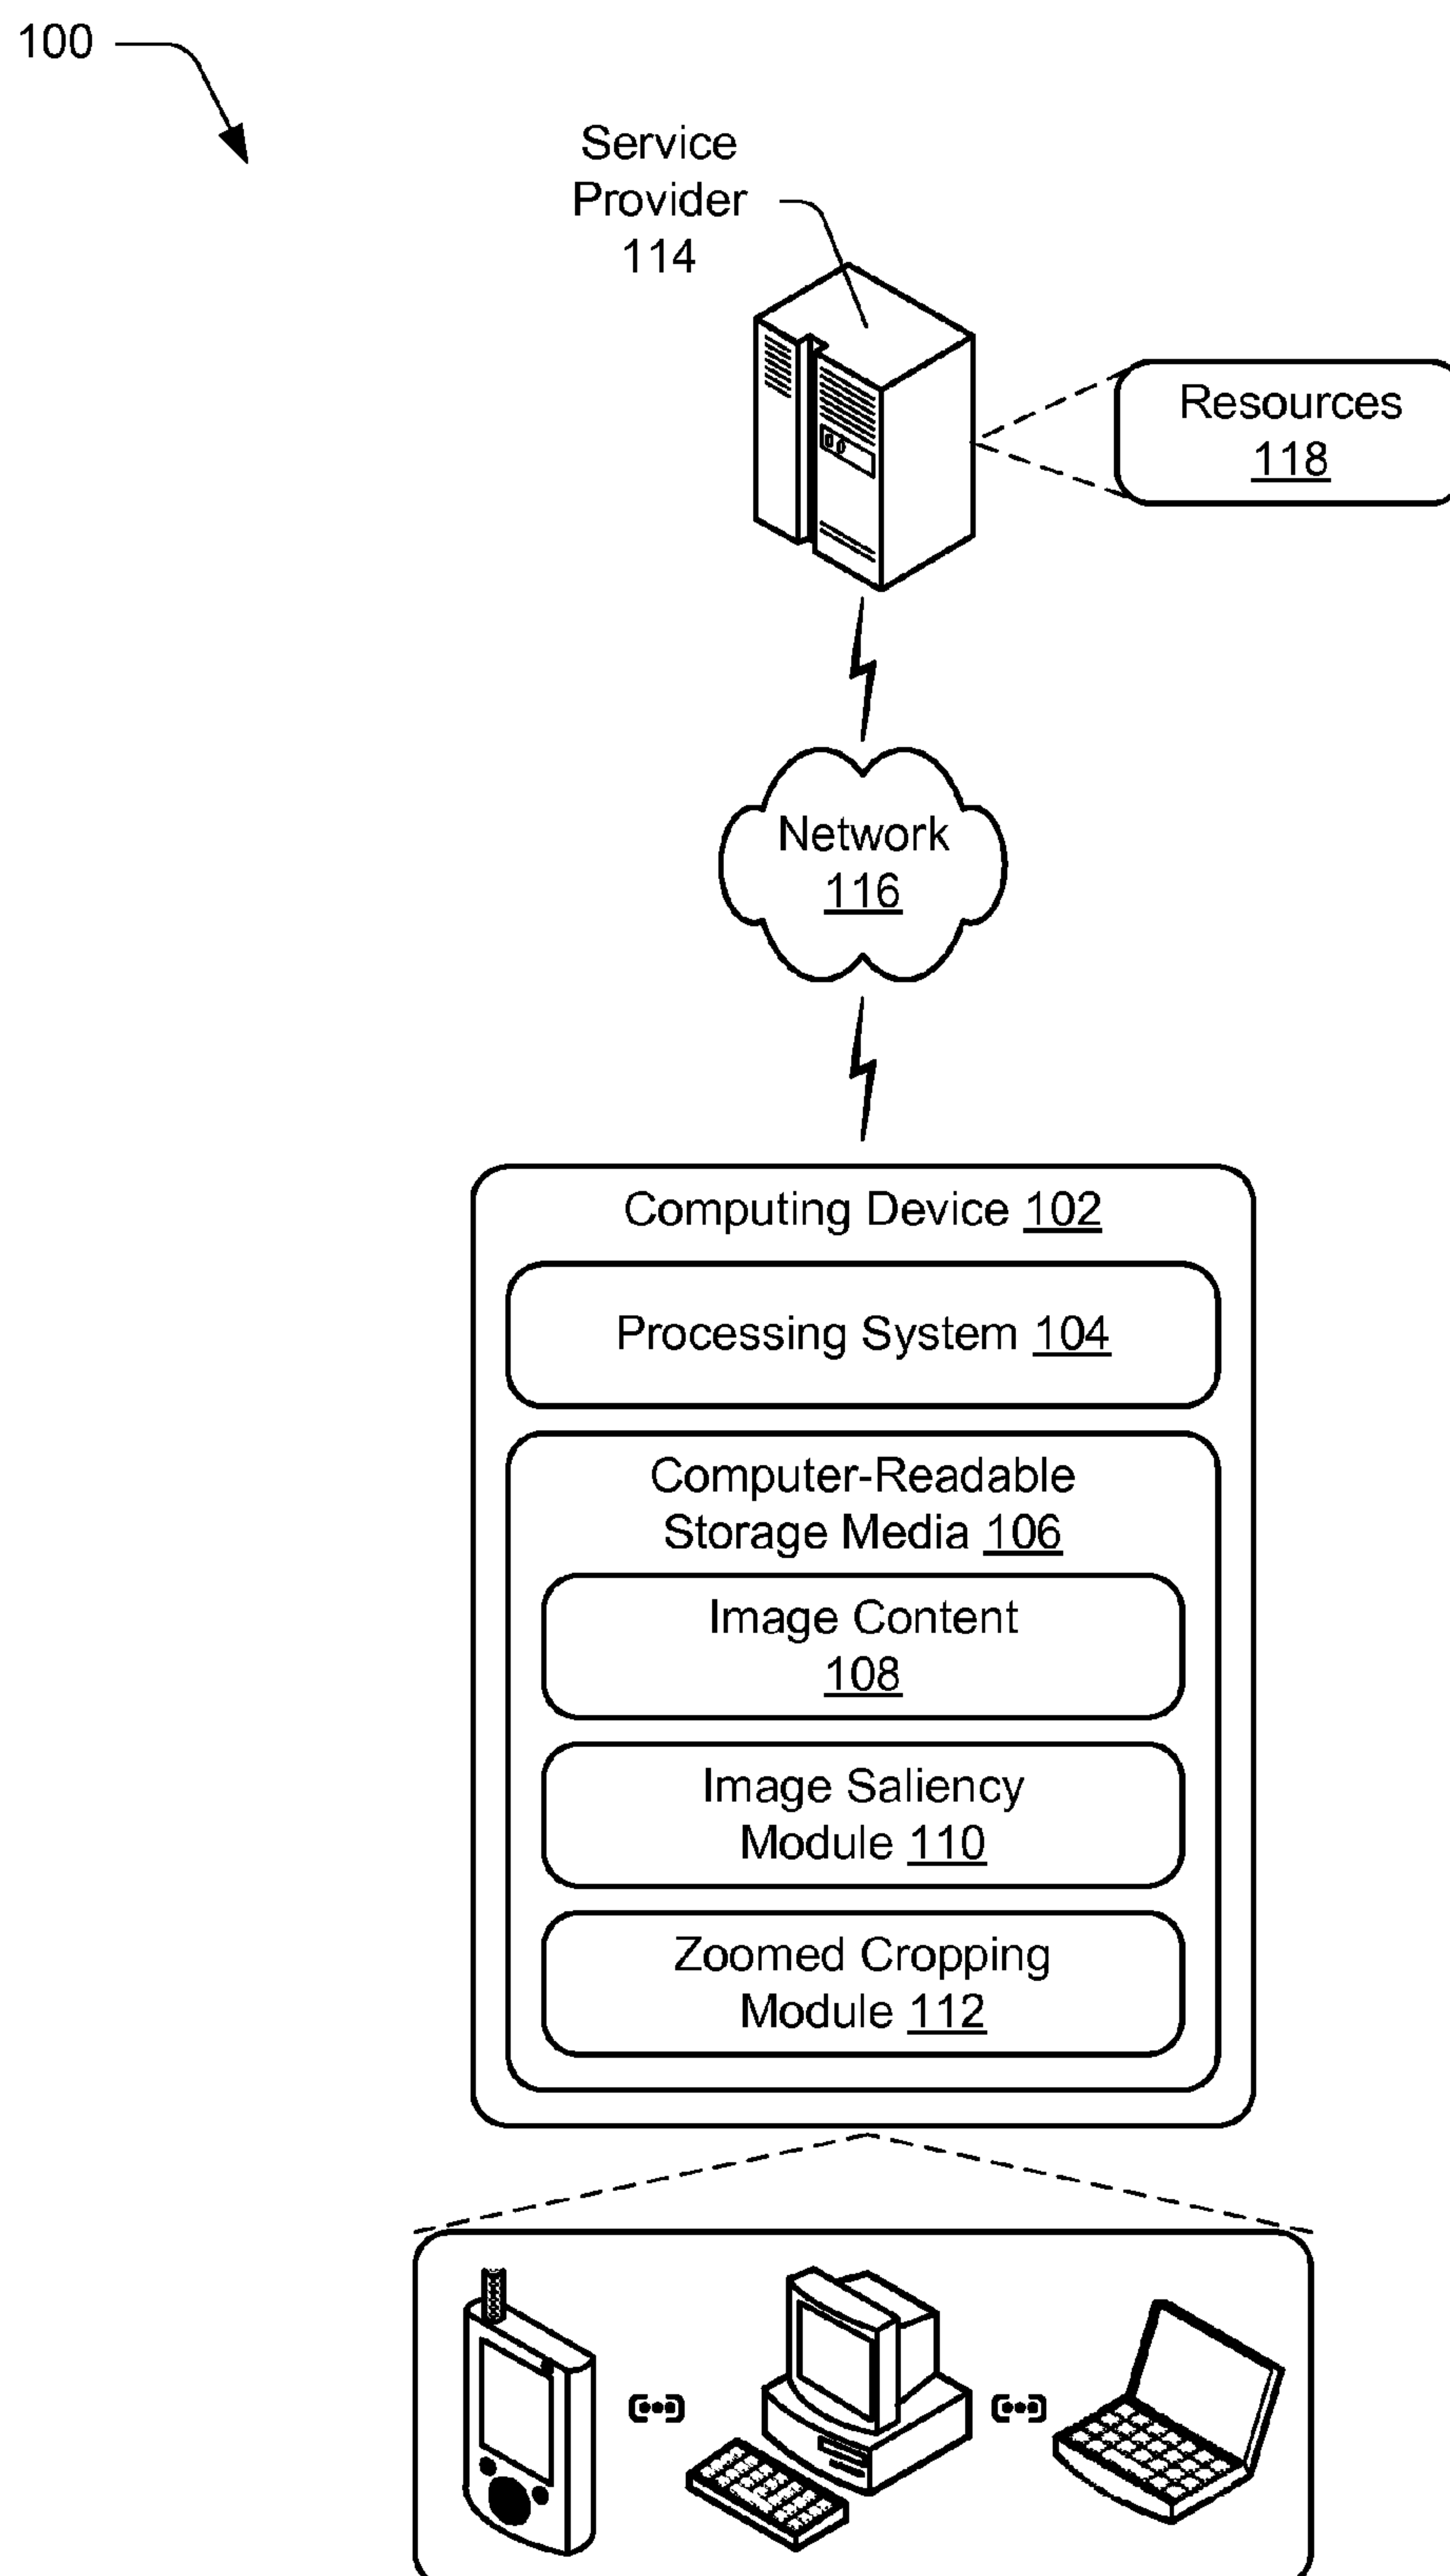 100
Service
Provider
114
Resources
118
Network
116
Computing Device 102
Processing System 104
Computer-Readable
Storage Media 106
Image Content
108
Image Saliency
Module 110
Zoomed Cropping
Module 112